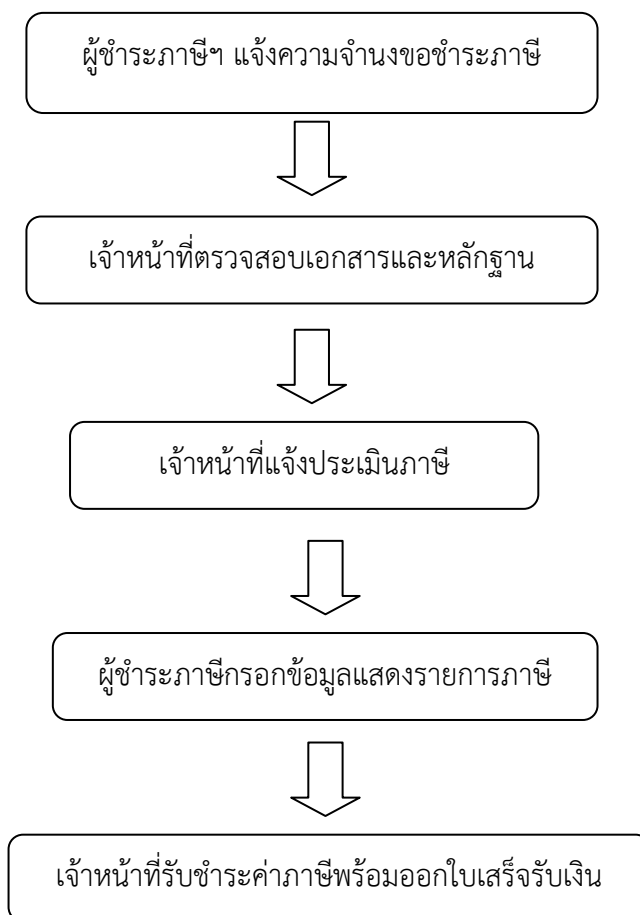 ผู้ชำระภาษีฯ แจ้งความจำนงขอชำระภาษี
เจ้าหน้าที่ตรวจสอบเอกสารและหลักฐาน
เจ้าหน้าที่แจ้งประเมินภาษี
ผู้ชำระภาษีกรอกข้อมูลแสดงรายการภาษี
เจ้าหน้าที่รับชำระค่าภาษีพร้อมออกใบเสร็จรับเงิน